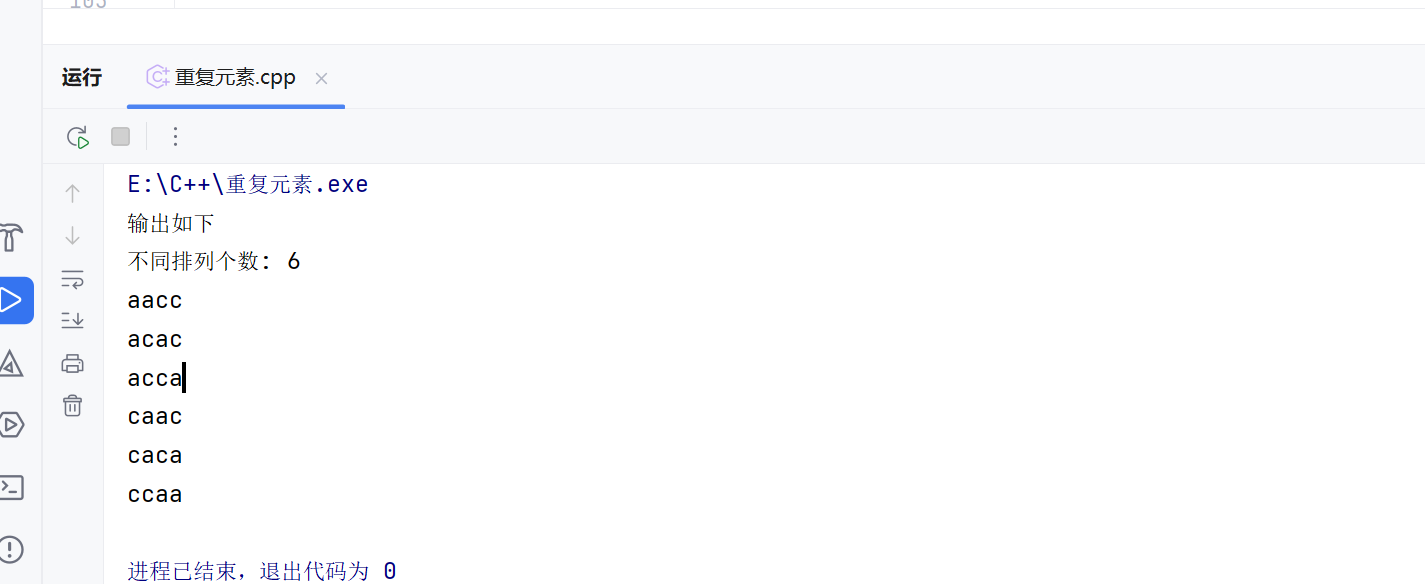 运行 重复元素.cpp
E:\C++\重复元素.exe
输出如下
不同排列个数: 6
aacc
acac
acca
caac
caca
ccaa
进程已结束，退出代码为 0